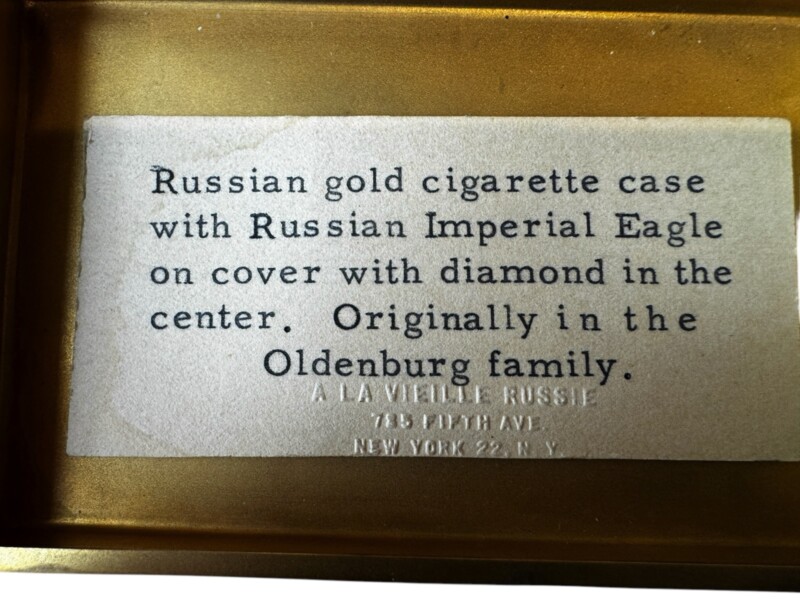 Russian gold cigarette case
with Russian Imperial Eagle
on cover with diamond in the
center. Originally in the
Oldenburg family.
A LA VIEILLE RUSSIE
785 FIFTH AVE.
NEW YORK 22, N. Y.